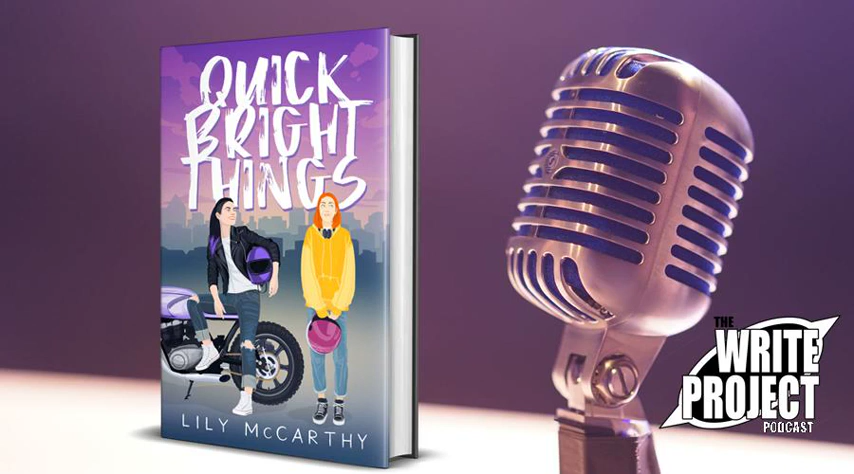 QUICK
BRIGHT
THINGS
LILY McCARTHY
THE
WRITE
PROJECT
PODCAST